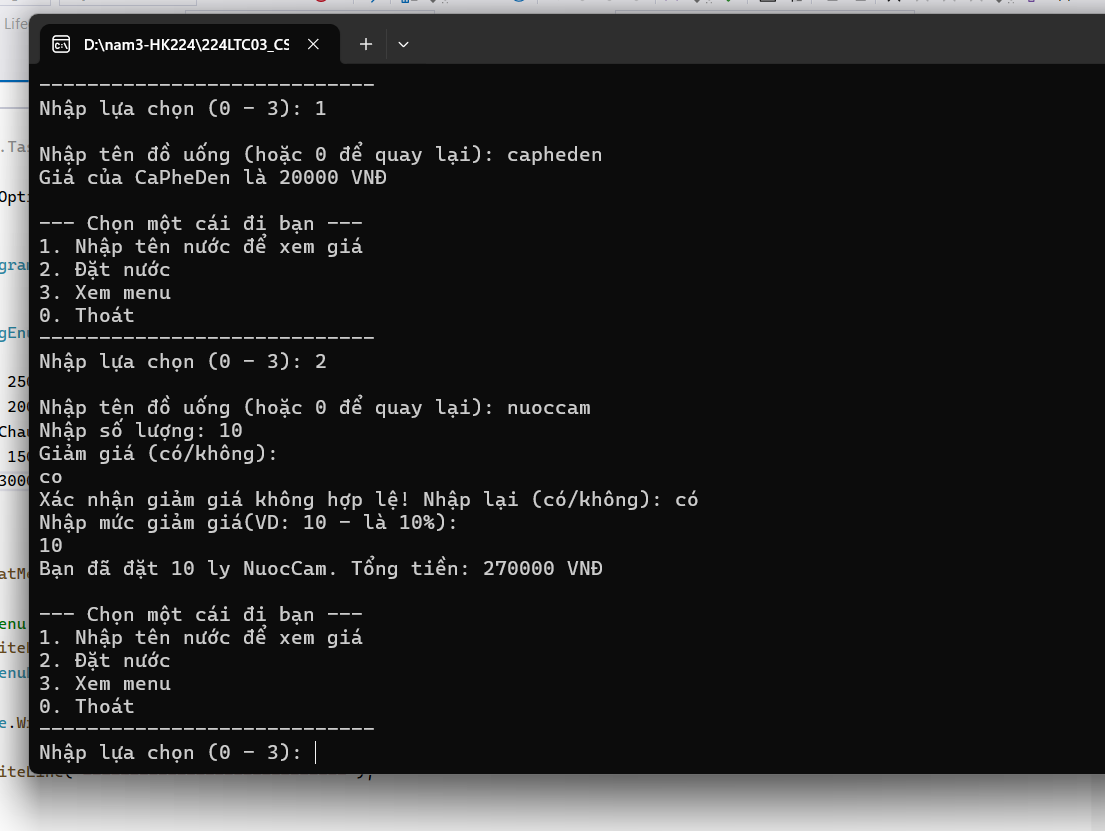 Life
D:\nam3-HK224\224LTC03_CS
----------------------------
Nhập lựa chọn (0 - 3): 1
.Tas
Nhập tên đồ uống (hoặc 0 để quay lại): capheden
Giá của CaPheDen là 20000 VNĐ
Opti
--- Chọn một cái đi bạn ---
1. Nhập tên nước để xem giá
2. Đặt nước
3. Xem menu
0. Thoát
----------------------------
Nhập lựa chọn (0 - 3): 2
Nhập tên đồ uống (hoặc 0 để quay lại): nuoccam
Nhập số lượng: 10
Giảm giá (có/không):
co
Xác nhận giảm giá không hợp lệ! Nhập lại (có/không): có
Nhập mức giảm giá(VD: 10 - là 10%):
10
Bạn đã đặt 10 ly NuocCam. Tổng tiền: 270000 VNĐ
--- Chọn một cái đi bạn ---
1. Nhập tên nước để xem giá
2. Đặt nước
3. Xem menu
0. Thoát
----------------------------
Nhập lựa chọn (0 - 3):